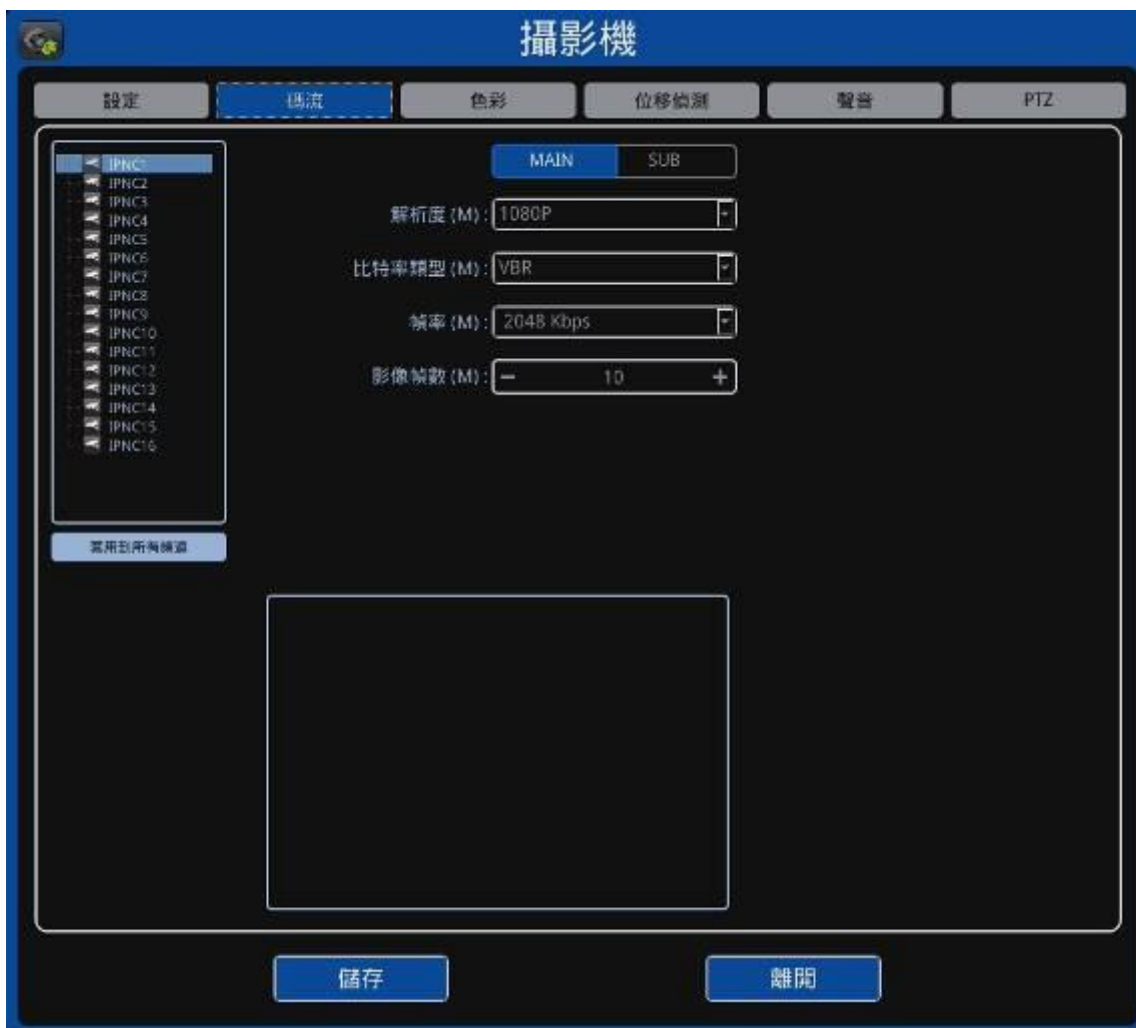 攝影機
設定 碼流 色彩 位移偵測 聲音 PTZ
MAIN SUB
解析度 (M) : 1080P
比特率類型 (M) : VBR
幀率 (M) : 2048 Kbps
影像幀數 (M) : − 10 +
IPNC1
IPNC2
IPNC3
IPNC4
IPNC5
IPNC6
IPNC7
IPNC8
IPNC9
IPNC10
IPNC11
IPNC12
IPNC13
IPNC14
IPNC15
IPNC16
套用到所有頻道
儲存 離開